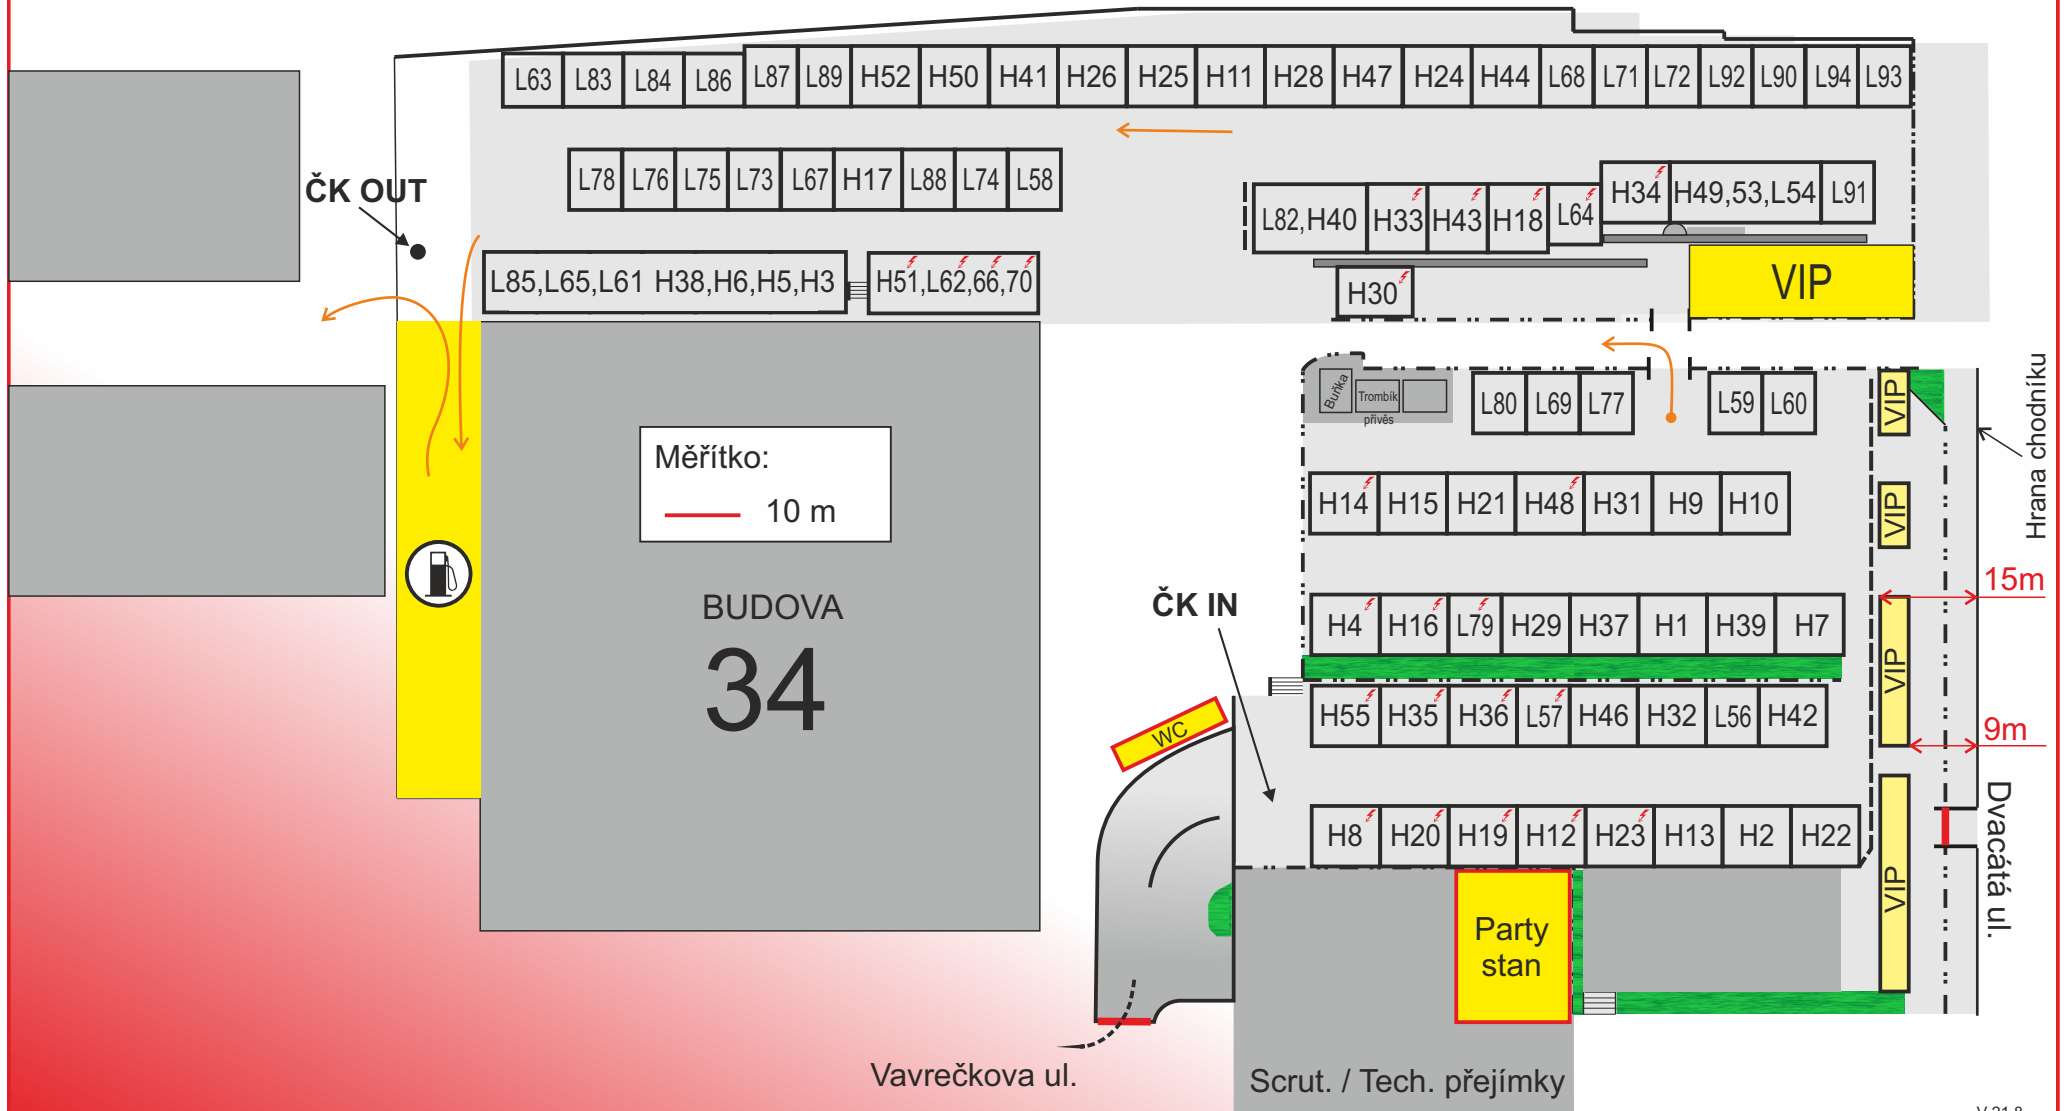 L63 L83 L84 L86 L87 L89 H52 H50 H41 H26 H25 H11 H28 H47 H24 H44 L68 L71 L72 L92 L90 L94 L93
L78 L76 L75 L73 L67 H17 L88 L74 L58
ČK OUT
L82,H40 H33 H43 H18 L64 H34 H49,53,L54 L91
L85,L65,L61 H38,H6,H5,H3 H51,L62,66,70
H30
VIP
Buňka
Trombík
přívěs
L80 L69 L77 L59 L60
VIP
Hrana chodníku
Měřítko:
10 m
H14 H15 H21 H48 H31 H9 H10
VIP
15m
BUDOVA
34
ČK IN
H4 H16 L79 H29 H37 H1 H39 H7
VIP
H55 H35 H36 L57 H46 H32 L56 H42
9m
WC
H8 H20 H19 H12 H23 H13 H2 H22
VIP
Dvacátá ul.
Party
stan
Vavrečkova ul.
Scrut. / Tech. přejímky